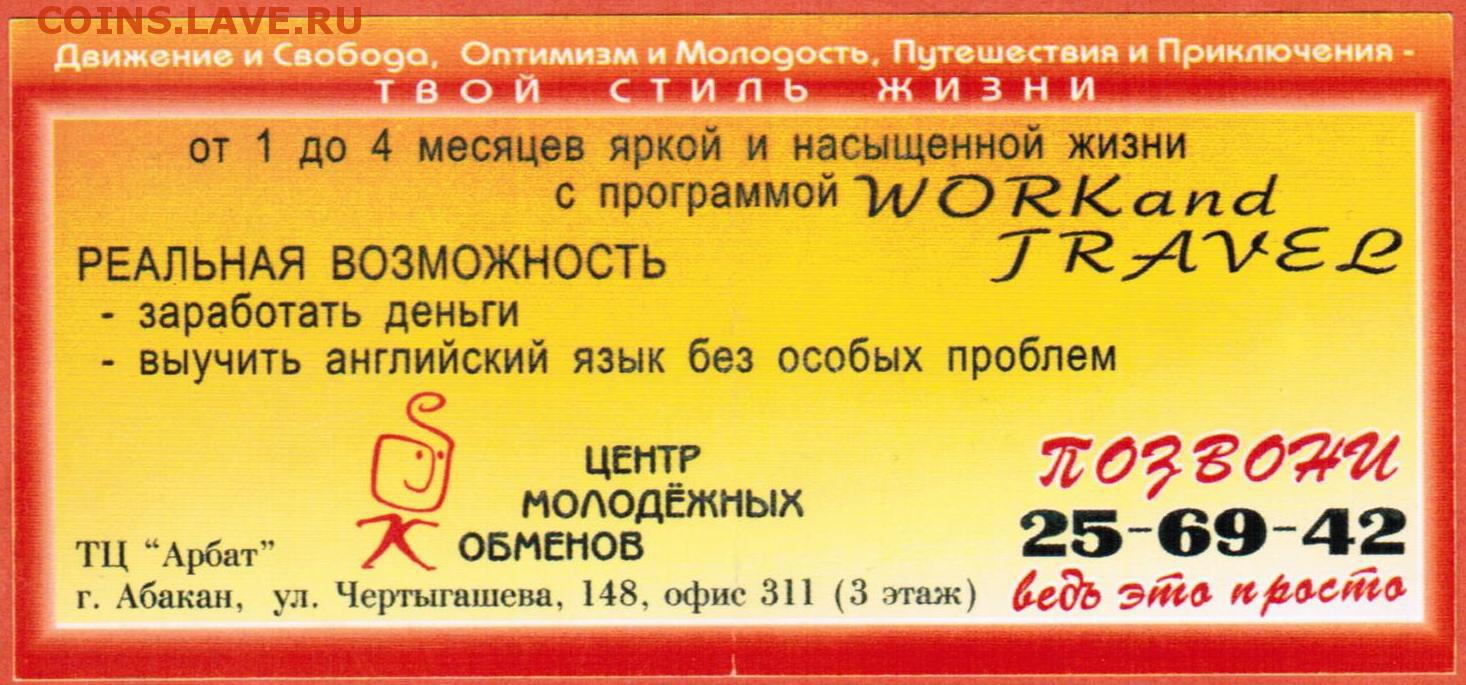 COINS.LAVE.RU
Движение и Свобода, Оптимизм и Молодость, Путешествия и Приключения -
ТВОЙ СТИЛЬ ЖИЗНИ
от 1 до 4 месяцев яркой и насыщенной жизни
с программой WORK and
TRAVEL
РЕАЛЬНАЯ ВОЗМОЖНОСТЬ
- заработать деньги
- выучить английский язык без особых проблем
ЦЕНТР
МОЛОДЁЖНЫХ
ОБМЕНОВ
ТЦ “Арбат”
г. Абакан, ул. Чертыгашева, 148, офис 311 (3 этаж)
ПОЗВОНИ
25-69-42
ведь это просто